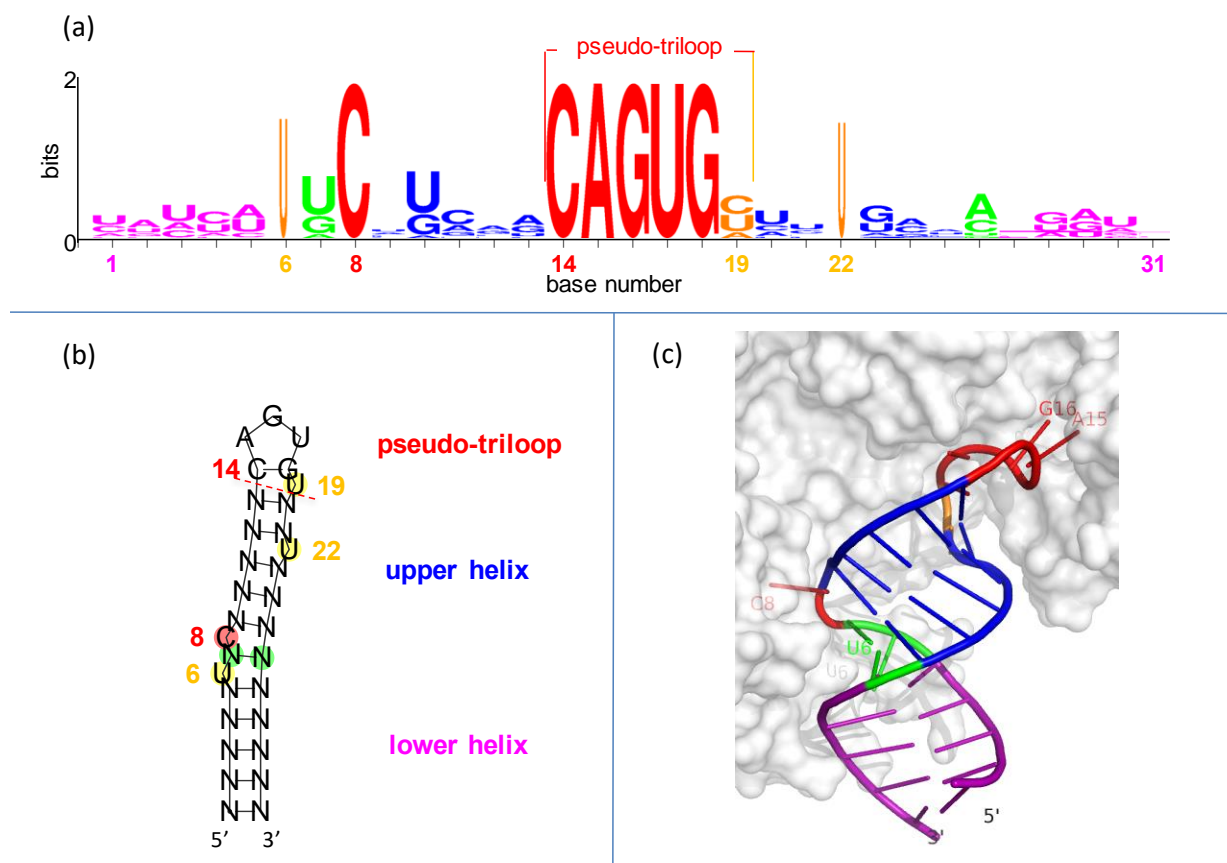 (a)
pseudo-triloop
2
bits
0
U U C U CAGUG C U U G A
1 6 8 14 19 22 31
base number
(b)
G
A U
14 C G pseudo-triloop
U 19
N N
N N
N U 22
N N
N N upper helix
N N
8 C N
N N
6 U
N N
N N
N N lower helix
N N
N N
5’ 3’
(c)
G16
A15
C8
U6
U6
5'
3'